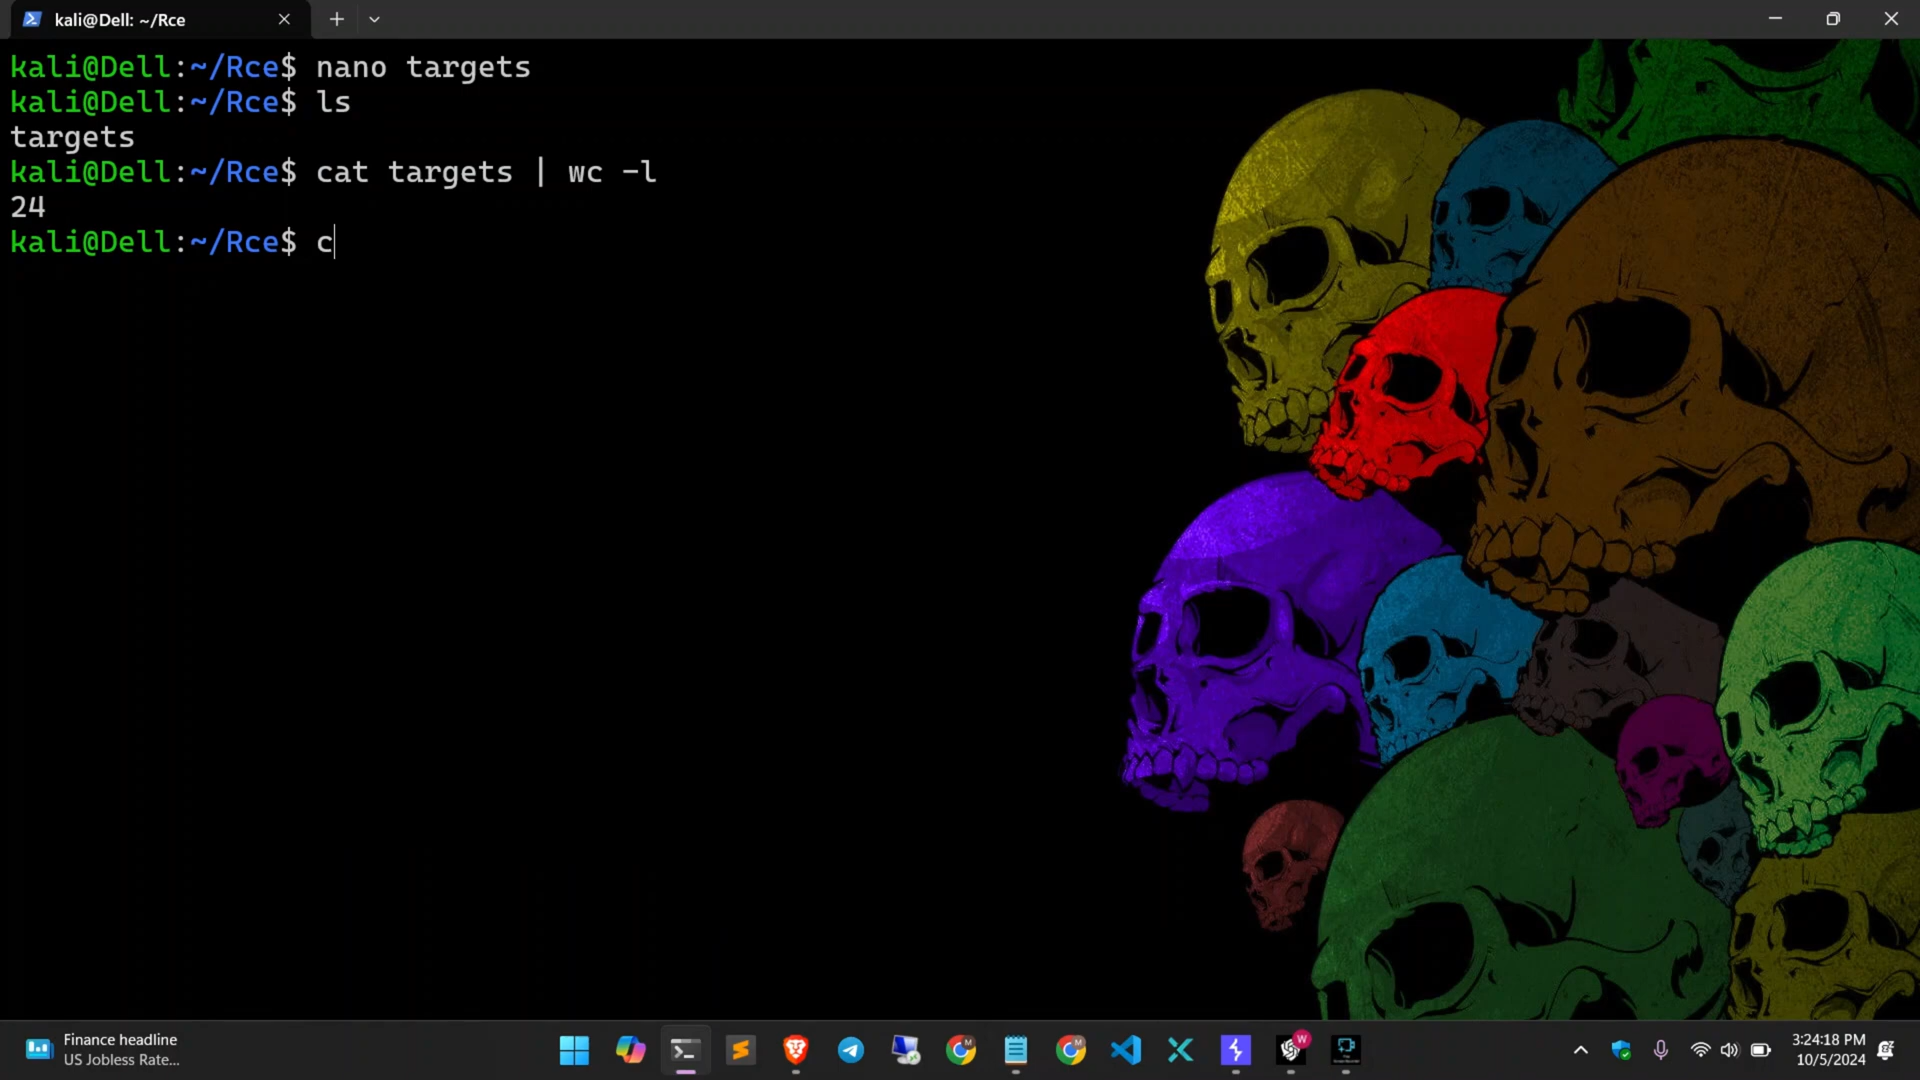 kali@Dell: ~/Rce
kali@Dell:~/Rce$ nano targets
kali@Dell:~/Rce$ ls
targets
kali@Dell:~/Rce$ cat targets | wc -l
24
kali@Dell:~/Rce$ c
Finance headline
US Jobless Rate...
M
M
W
3:24:18 PM
10/5/2024